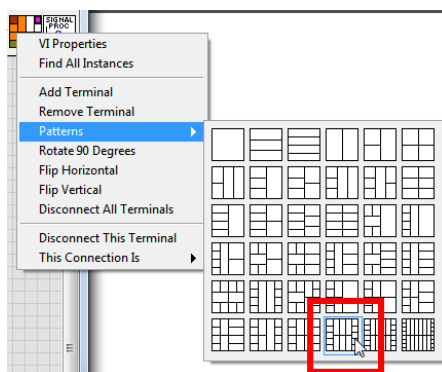 SIGNAL
PROC
VI Properties
Find All Instances
Add Terminal
Remove Terminal
Patterns
Rotate 90 Degrees
Flip Horizontal
Flip Vertical
Disconnect All Terminals
Disconnect This Terminal
This Connection Is